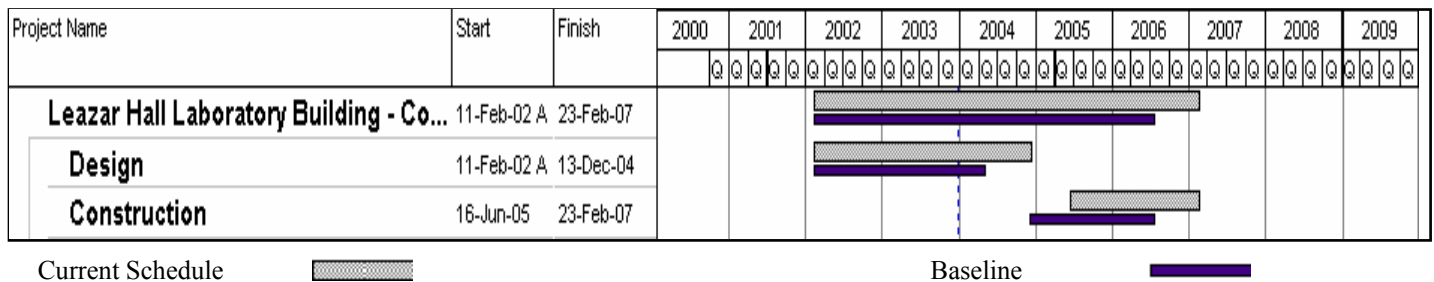 Project Name Start Finish 2000 2001 2002 2003 2004 2005 2006 2007 2008 2009
Q Q Q Q Q Q Q Q Q Q Q Q Q Q Q Q Q Q Q Q Q Q Q Q Q Q Q Q Q Q Q Q Q Q Q Q Q
Leazar Hall Laboratory Building - Co... 11-Feb-02 A 23-Feb-07
Design 11-Feb-02 A 13-Dec-04
Construction 16-Jun-05 23-Feb-07
Current Schedule Baseline